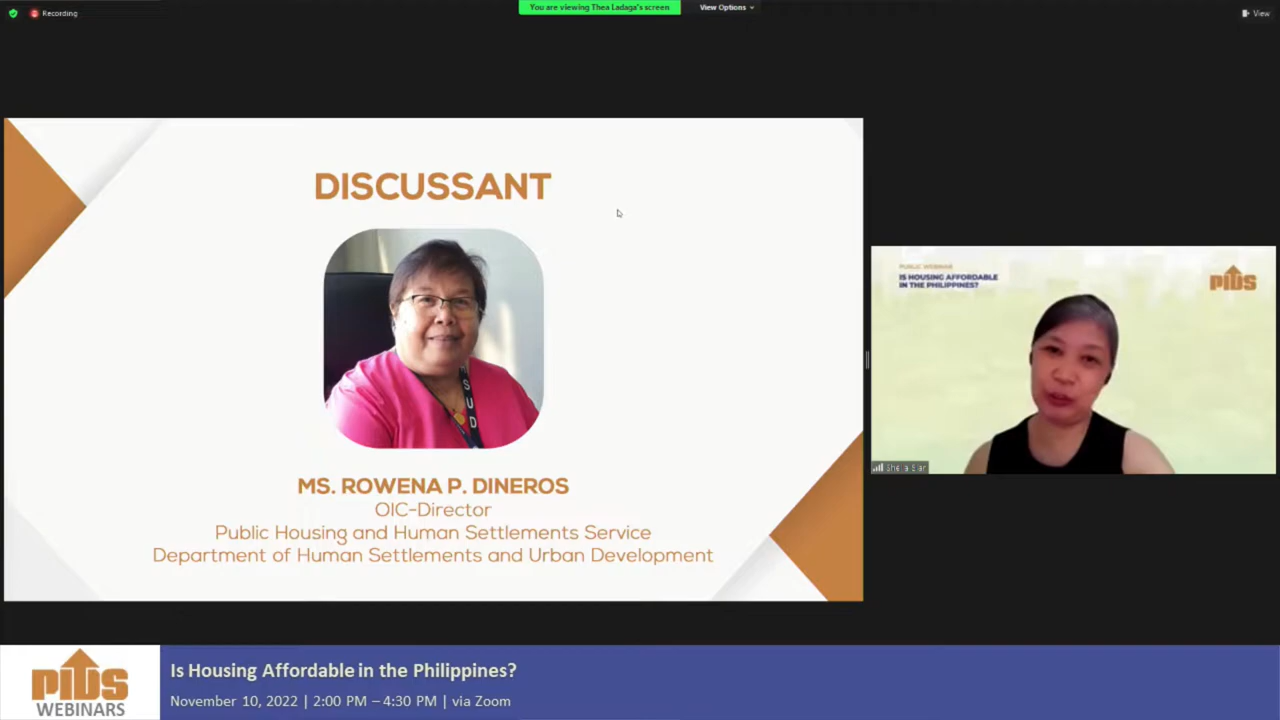 Recording
You are viewing Thea Ladaga's screen
View Options
View
DISCUSSANT
SUD
MS. ROWENA P. DINEROS
OIC-Director
Public Housing and Human Settlements Service
Department of Human Settlements and Urban Development
PUBLIC WEBINAR
IS HOUSING AFFORDABLE
IN THE PHILIPPINES?
PIDS
Sheila Siar
PIDS
WEBINARS
Is Housing Affordable in the Philippines?
November 10, 2022 | 2:00 PM – 4:30 PM | via Zoom